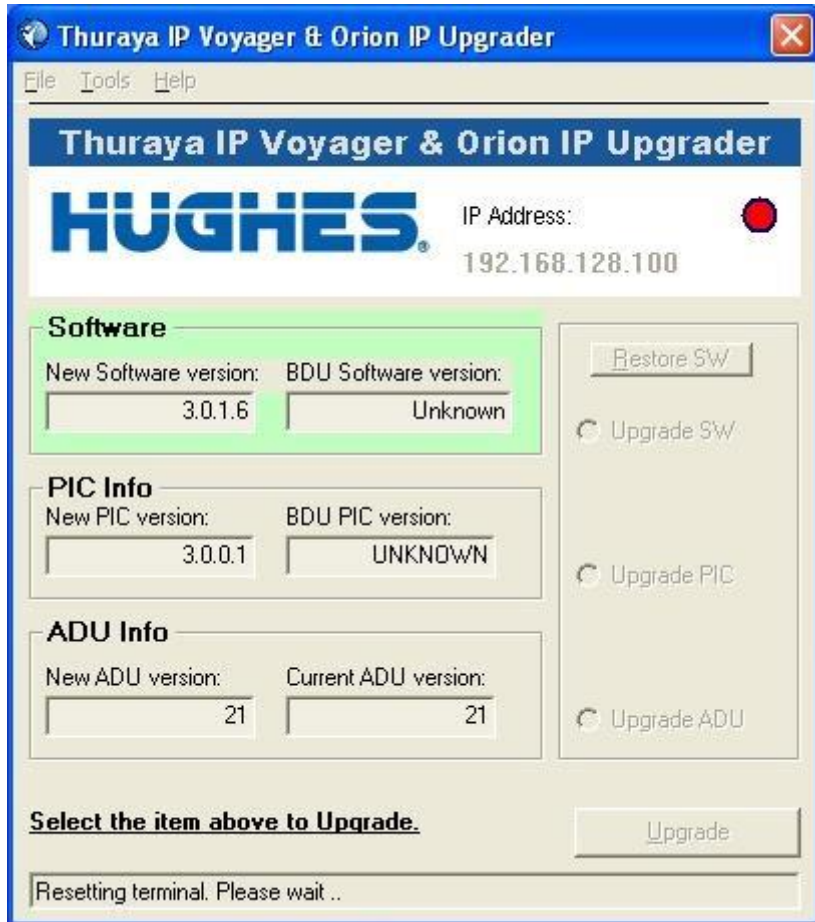 Thuraya IP Voyager & Orion IP Upgrader
File Tools Help
Thuraya IP Voyager & Orion IP Upgrader
HUGHES®
IP Address:
192.168.128.100
Software
New Software version: BDU Software version:
3.0.1.6 Unknown
Restore SW
Upgrade SW
PIC Info
New PIC version: BDU PIC version:
3.0.0.1 UNKNOWN
Upgrade PIC
ADU Info
New ADU version: Current ADU version:
21 21
Upgrade ADU
Select the item above to Upgrade.
Upgrade
Resetting terminal. Please wait ..